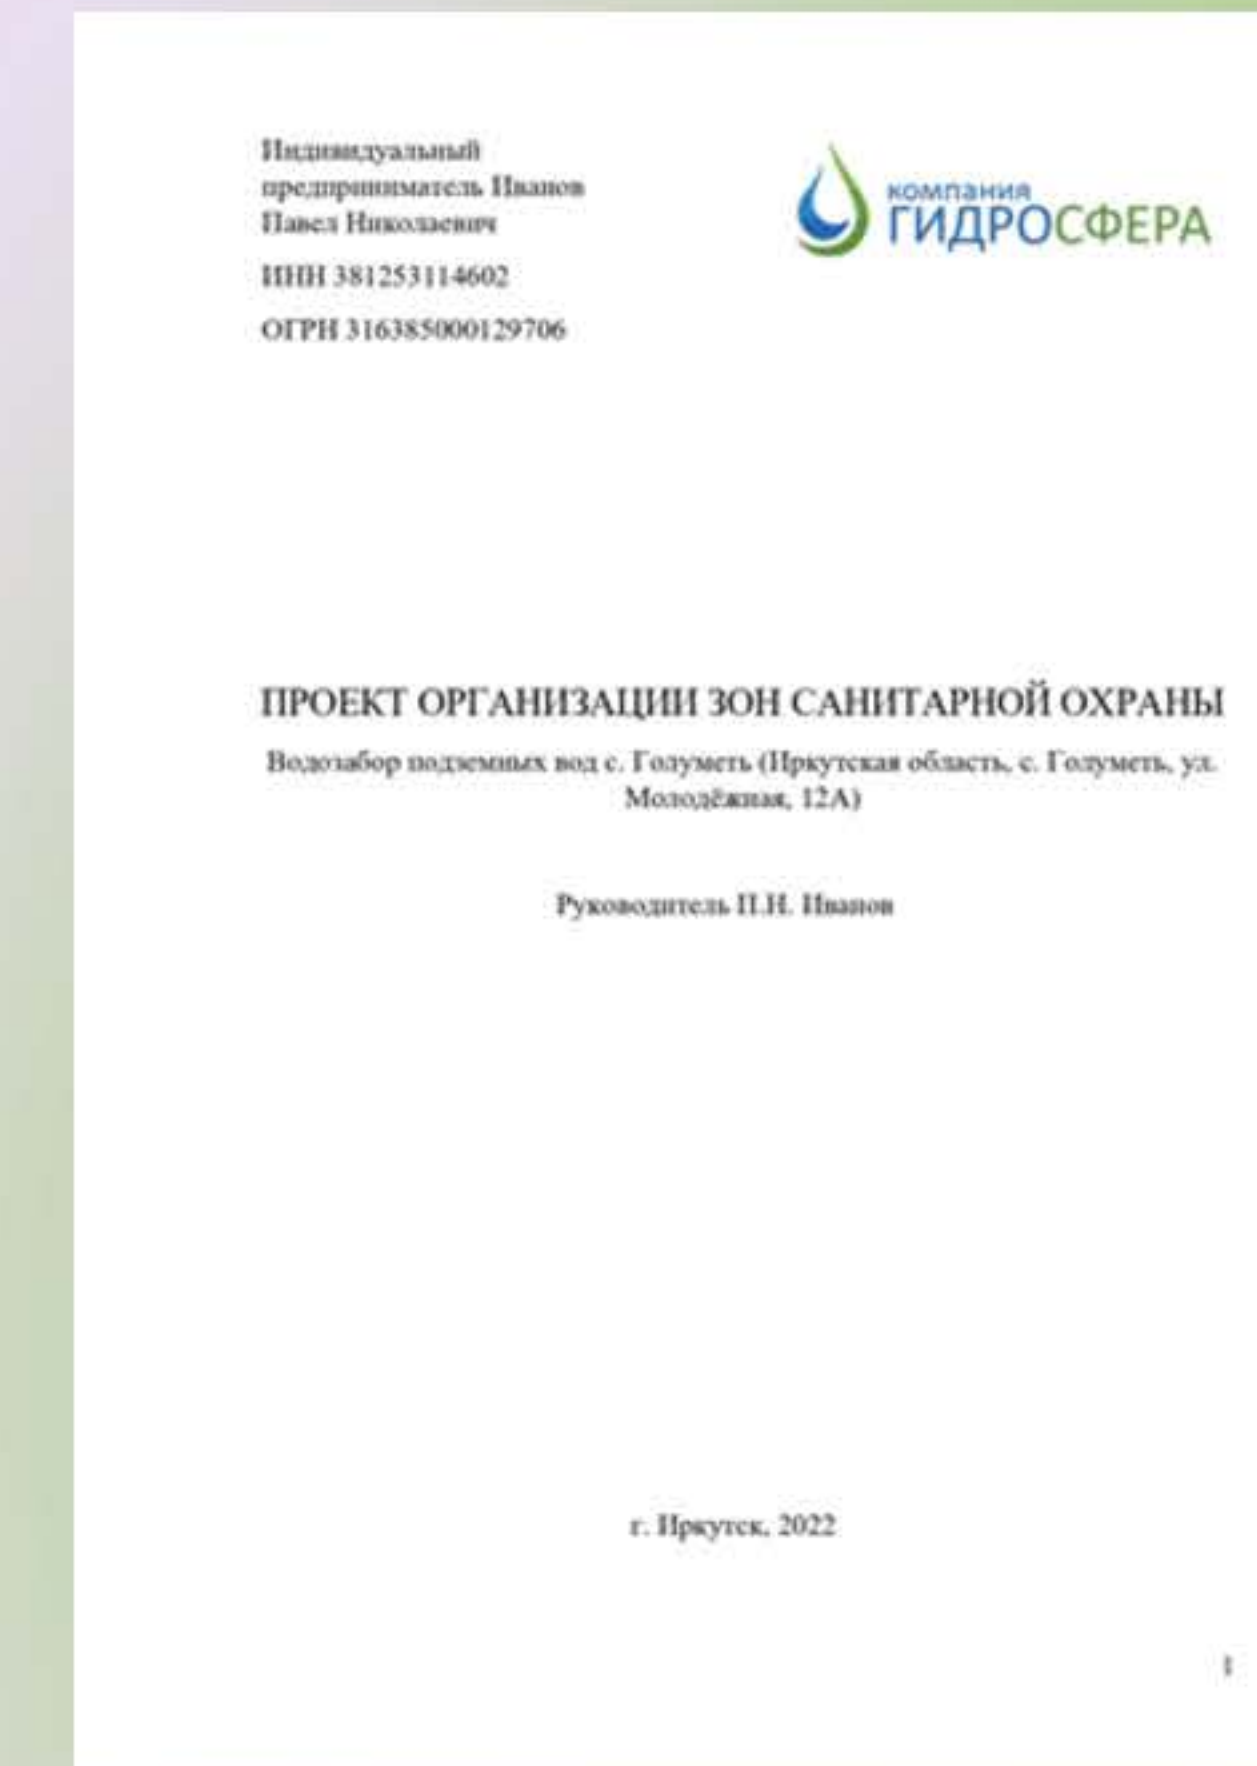 Индивидуальный
предприниматель Иванов
Павел Николаевич
ИНН 381253114602
ОГРН 316385000129706
компания
ГИДРОСФЕРА
ПРОЕКТ ОРГАНИЗАЦИИ ЗОН САНИТАРНОЙ ОХРАНЫ
Водозабор подземных вод с. Голуметь (Иркутская область, с. Голуметь, ул.
Молодёжная, 12А)
Руководитель П.Н. Иванов
г. Иркутск, 2022